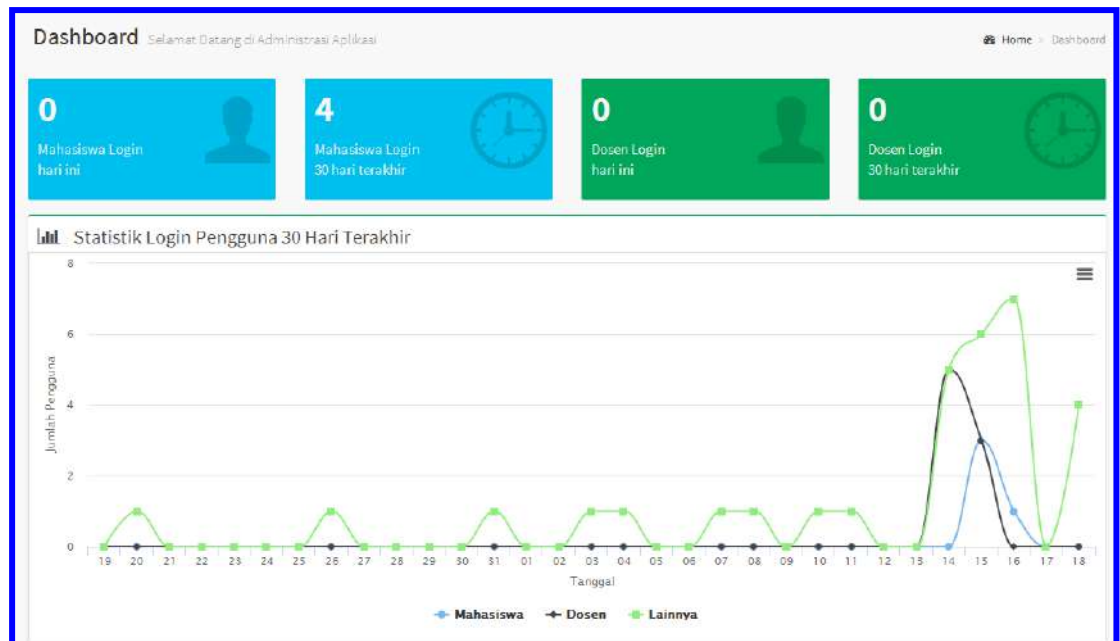 Dashboard Selamat Datang di Administrasi Aplikasi
Home > Dashboard
0
Mahasiswa Login
hari ini
4
Mahasiswa Login
30 hari terakhir
0
Dosen Login
hari ini
0
Dosen Login
30 hari terakhir
Statistik Login Pengguna 30 Hari Terakhir
Jumlah Pengguna
8
6
4
2
0
19 20 21 22 23 24 25 26 27 28 29 30 31 01 02 03 04 05 06 07 08 09 10 11 12 13 14 15 16 17 18
Tanggal
Mahasiswa Dosen Lainnya